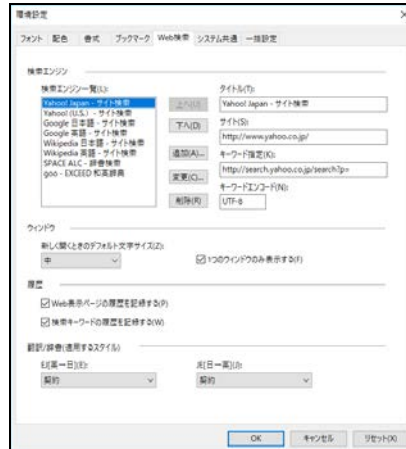 環境設定
フォント 配色 書式 ブックマーク Web検索 システム共通 一括設定
検索エンジン
検索エンジン一覧(L):
Yahoo! Japan - サイト検索
Yahoo! (U.S.) - サイト検索
Google 日本語 - サイト検索
Google 英語 - サイト検索
Wikipedia 日本語 - サイト検索
Wikipedia 英語 - サイト検索
SPACE ALC - 辞書検索
goo - EXCEED 和英辞典
上へ(U)
下へ(D)
追加(A)...
変更(C)...
削除(R)
タイトル(T):
Yahoo! Japan - サイト検索
サイト(S):
http://www.yahoo.co.jp/
キーワード指定(K):
http://search.yahoo.co.jp/search?p=
キーワードエンコード(N):
UTF-8
ウィンドウ
新しく開くときのデフォルト文字サイズ(Z):
中
1つのウィンドウのみ表示する(F)
履歴
Web表示ページの履歴を記録する(P)
検索キーワードの履歴を記録する(W)
翻訳/辞書(適用するスタイル)
EJ[英ー日](E):
契約
JE[日ー英](J):
契約
OK キャンセル リセット(X)